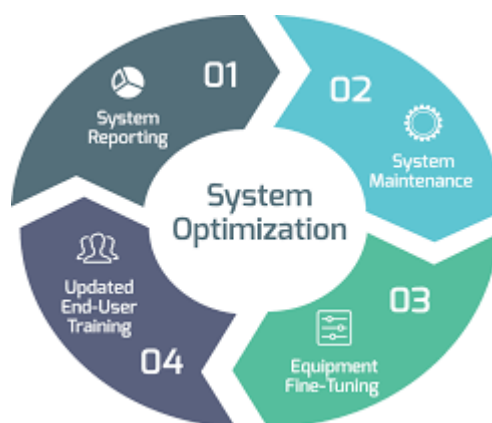 01
System
Reporting
02
System
Maintenance
System
Optimization
03
Equipment
Fine-Tuning
04
Updated
End-User
Training